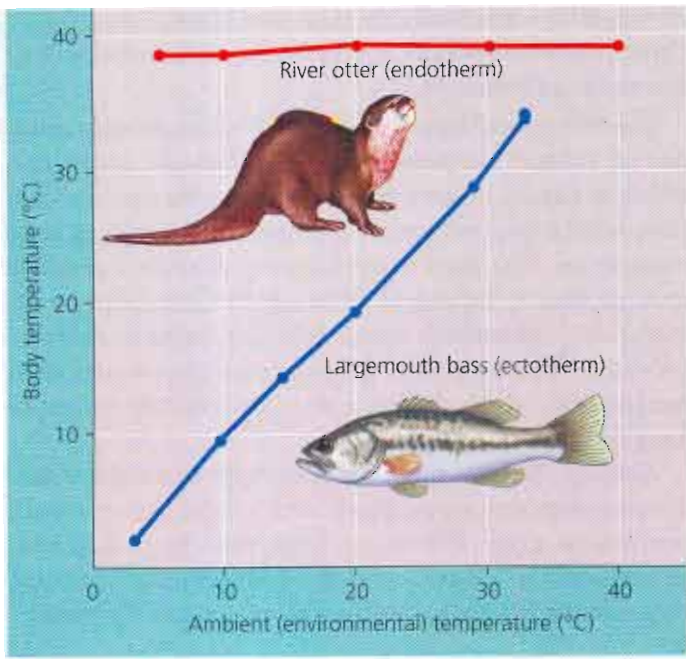 40
River otter (endotherm)
30
Body temperature (°C)
20
Largemouth bass (ectotherm)
10
0 10 20 30 40
Ambient (environmental) temperature (°C)